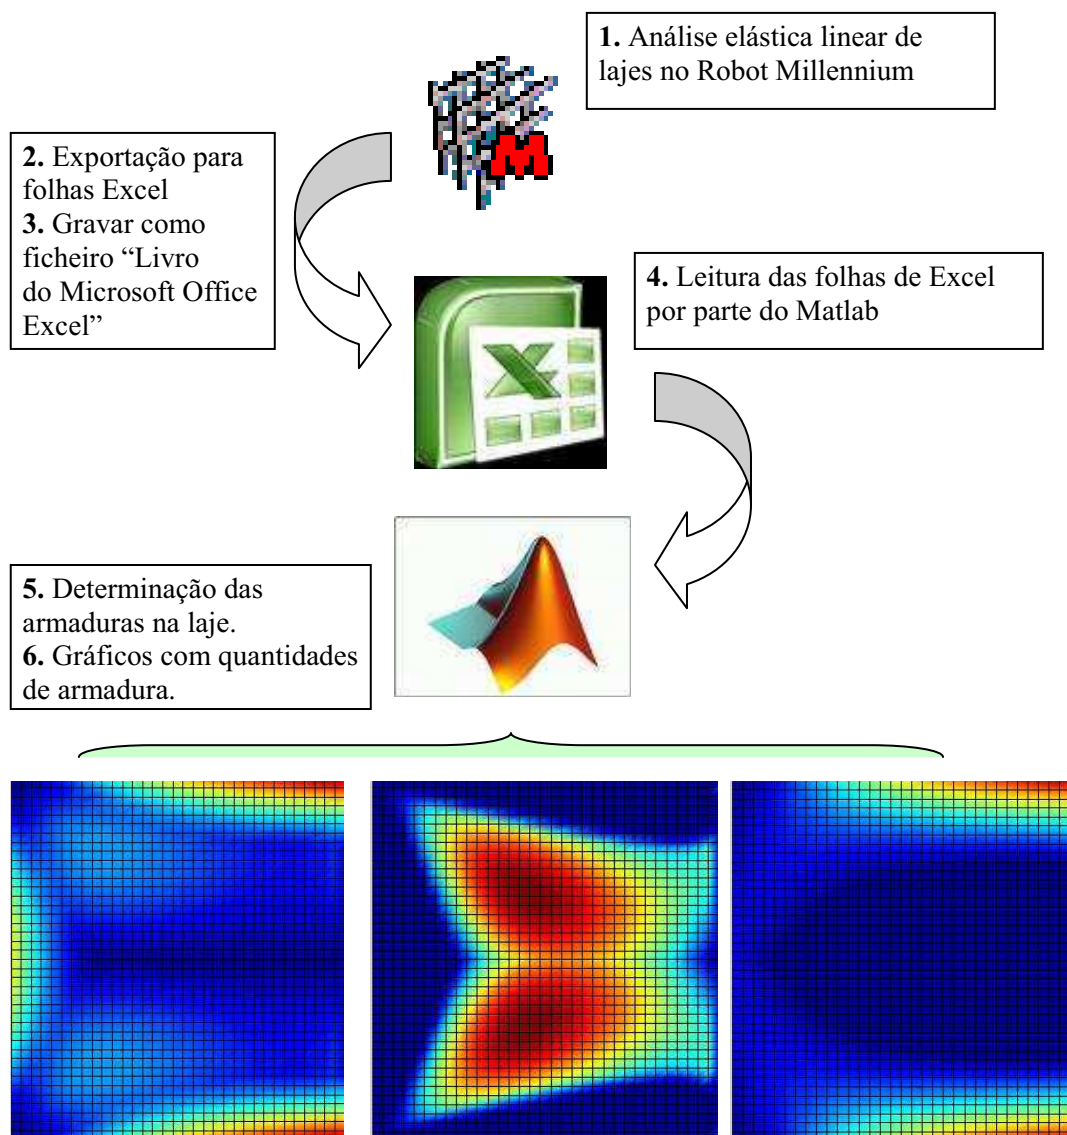 1. Análise elástica linear de
lajes no Robot Millennium
2. Exportação para
folhas Excel
3. Gravar como
ficheiro “Livro
do Microsoft Office
Excel”
4. Leitura das folhas de Excel
por parte do Matlab
5. Determinação das
armaduras na laje.
6. Gráficos com quantidades
de armadura.